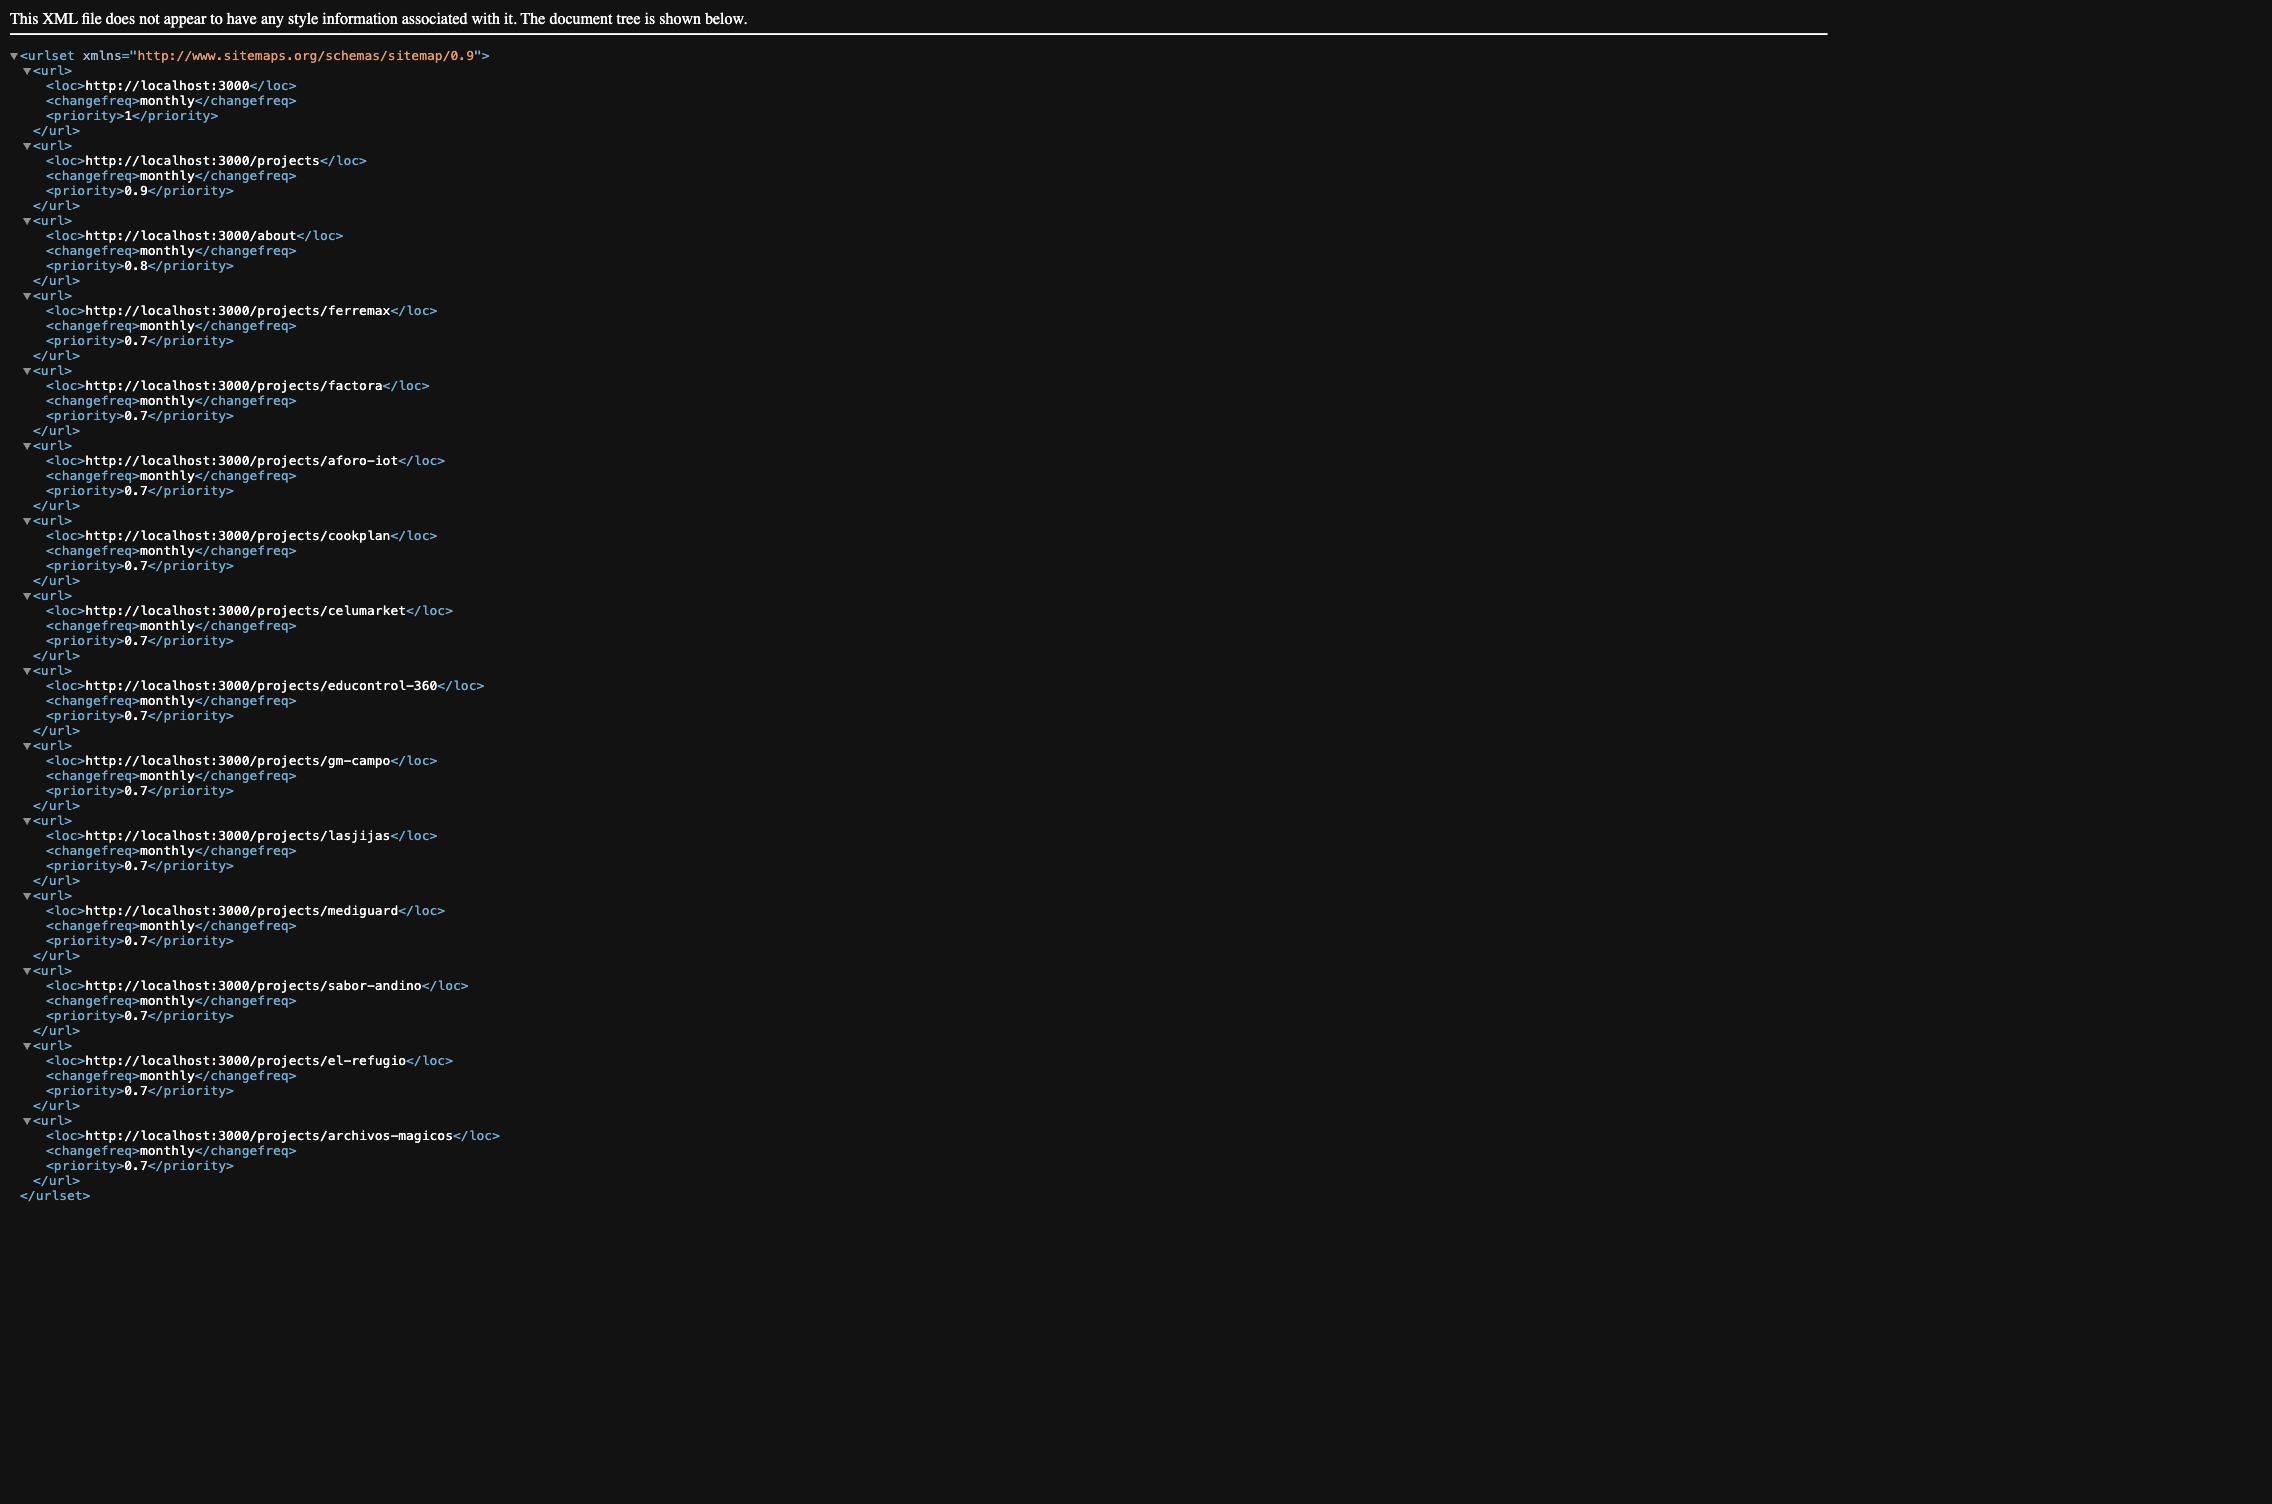 This XML file does not appear to have any style information associated with it. The document tree is shown below.
▼<urlset xmlns="http://www.sitemaps.org/schemas/sitemap/0.9">
▼<url>
<loc>http://localhost:3000</loc>
<changefreq>monthly</changefreq>
<priority>1</priority>
</url>
▼<url>
<loc>http://localhost:3000/projects</loc>
<changefreq>monthly</changefreq>
<priority>0.9</priority>
</url>
▼<url>
<loc>http://localhost:3000/about</loc>
<changefreq>monthly</changefreq>
<priority>0.8</priority>
</url>
▼<url>
<loc>http://localhost:3000/projects/ferremax</loc>
<changefreq>monthly</changefreq>
<priority>0.7</priority>
</url>
▼<url>
<loc>http://localhost:3000/projects/factora</loc>
<changefreq>monthly</changefreq>
<priority>0.7</priority>
</url>
▼<url>
<loc>http://localhost:3000/projects/aforo-iot</loc>
<changefreq>monthly</changefreq>
<priority>0.7</priority>
</url>
▼<url>
<loc>http://localhost:3000/projects/cookplan</loc>
<changefreq>monthly</changefreq>
<priority>0.7</priority>
</url>
▼<url>
<loc>http://localhost:3000/projects/celumarket</loc>
<changefreq>monthly</changefreq>
<priority>0.7</priority>
</url>
▼<url>
<loc>http://localhost:3000/projects/educontrol-360</loc>
<changefreq>monthly</changefreq>
<priority>0.7</priority>
</url>
▼<url>
<loc>http://localhost:3000/projects/gm-campo</loc>
<changefreq>monthly</changefreq>
<priority>0.7</priority>
</url>
▼<url>
<loc>http://localhost:3000/projects/lasjijas</loc>
<changefreq>monthly</changefreq>
<priority>0.7</priority>
</url>
▼<url>
<loc>http://localhost:3000/projects/mediguard</loc>
<changefreq>monthly</changefreq>
<priority>0.7</priority>
</url>
▼<url>
<loc>http://localhost:3000/projects/sabor-andino</loc>
<changefreq>monthly</changefreq>
<priority>0.7</priority>
</url>
▼<url>
<loc>http://localhost:3000/projects/el-refugio</loc>
<changefreq>monthly</changefreq>
<priority>0.7</priority>
</url>
▼<url>
<loc>http://localhost:3000/projects/archivos-magicos</loc>
<changefreq>monthly</changefreq>
<priority>0.7</priority>
</url>
</urlset>